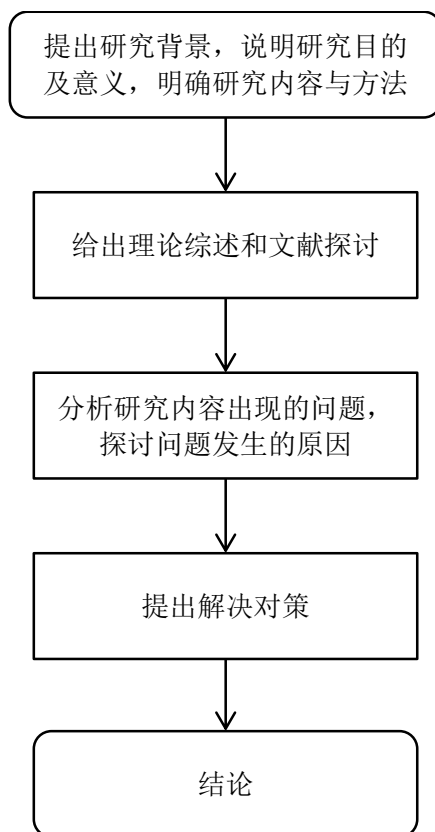 提出研究背景，说明研究目的
及意义，明确研究内容与方法
给出理论综述和文献探讨
分析研究内容出现的问题，
探讨问题发生的原因
提出解决对策
结论